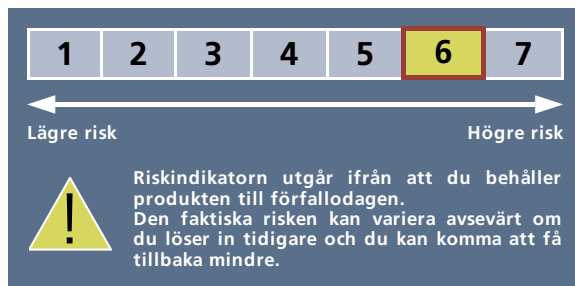 1 2 3 4 5 6 7
Lägre risk Högre risk
Riskindikatorn utgår ifrån att du behåller
produkten till förfallodagen.
Den faktiska risken kan variera avsevärt om
du löser in tidigare och du kan komma att få
tillbaka mindre.
!